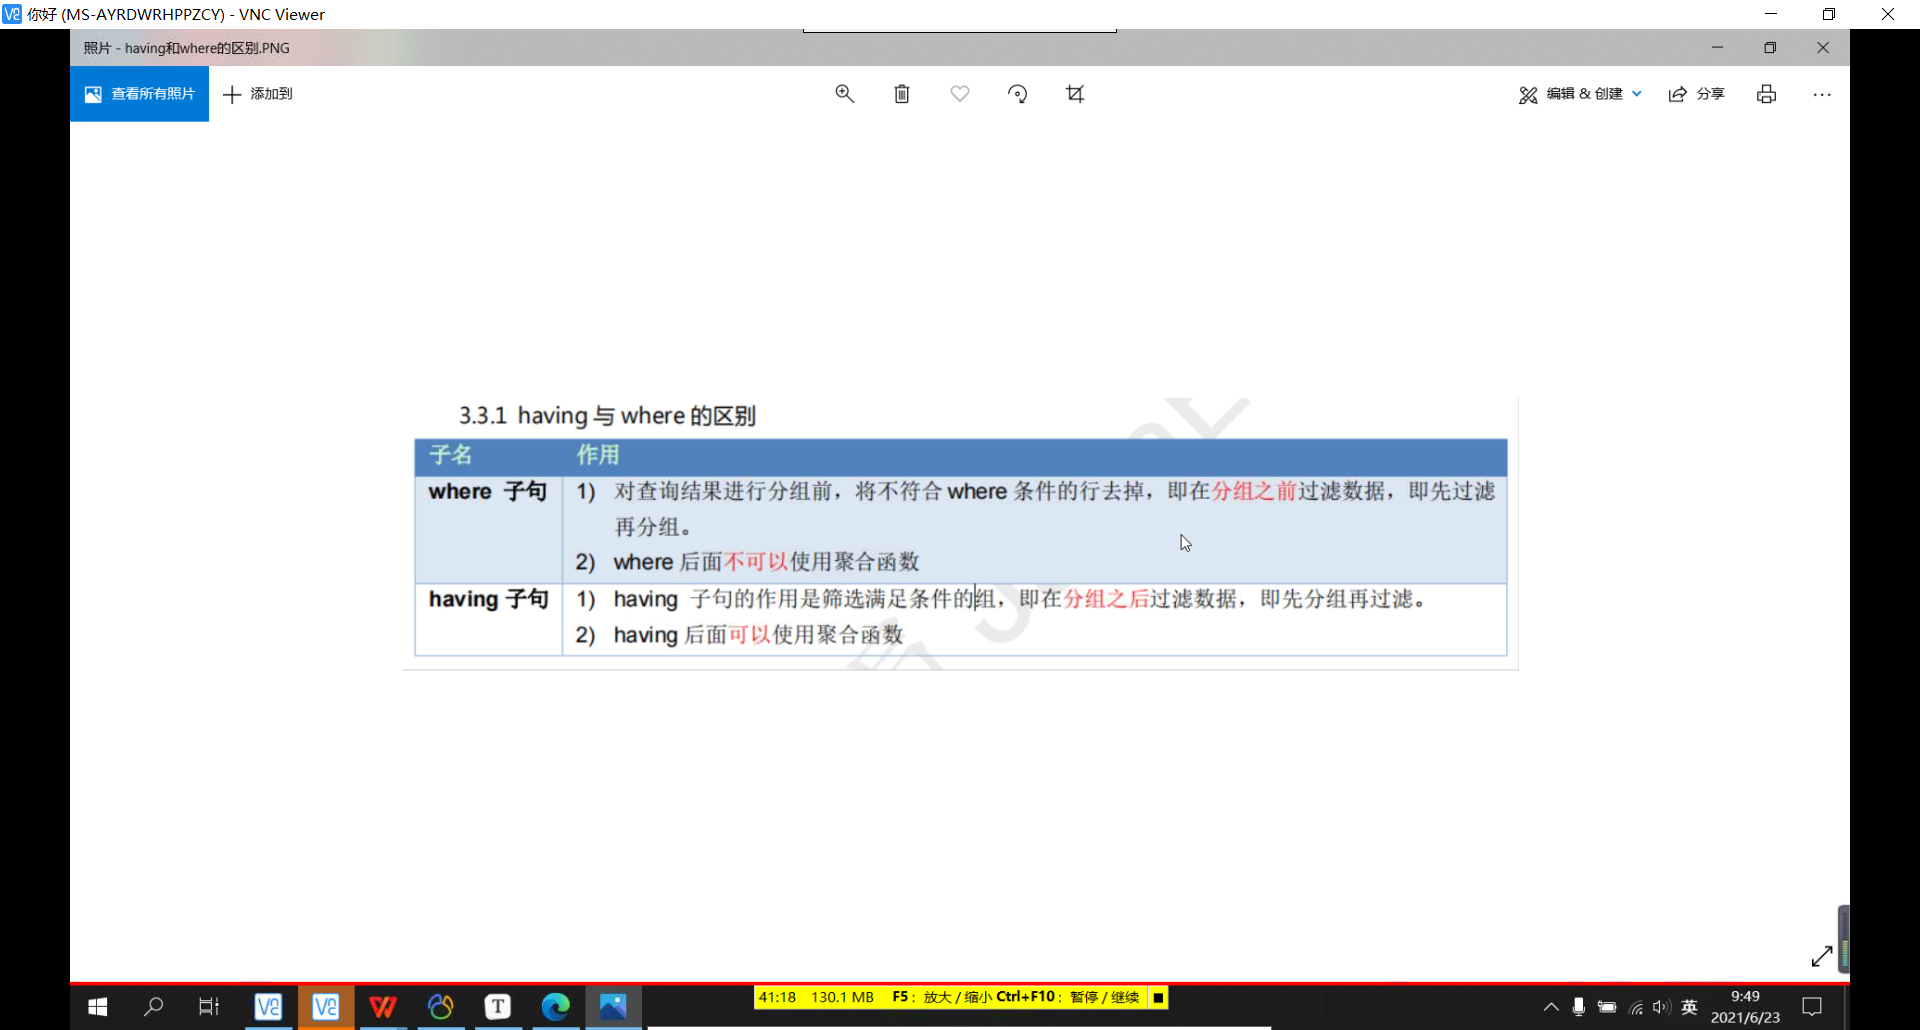 你好 (MS-AYRDWRHPPZCY) - VNC Viewer
照片 - having和where的区别.PNG
查看所有照片
添加到
编辑 & 创建
分享
3.3.1 having 与 where 的区别
子名 作用
where 子句 1) 对查询结果进行分组前，将不符合 where 条件的行去掉，即在分组之前过滤数据，即先过滤
再分组。
2) where 后面不可以使用聚合函数
having 子句 1) having 子句的作用是筛选满足条件的组，即在分组之后过滤数据，即先分组再过滤。
2) having 后面可以使用聚合函数
41:18 130.1 MB F5：放大 / 缩小 Ctrl+F10：暂停 / 继续
英
9:49
2021/6/23